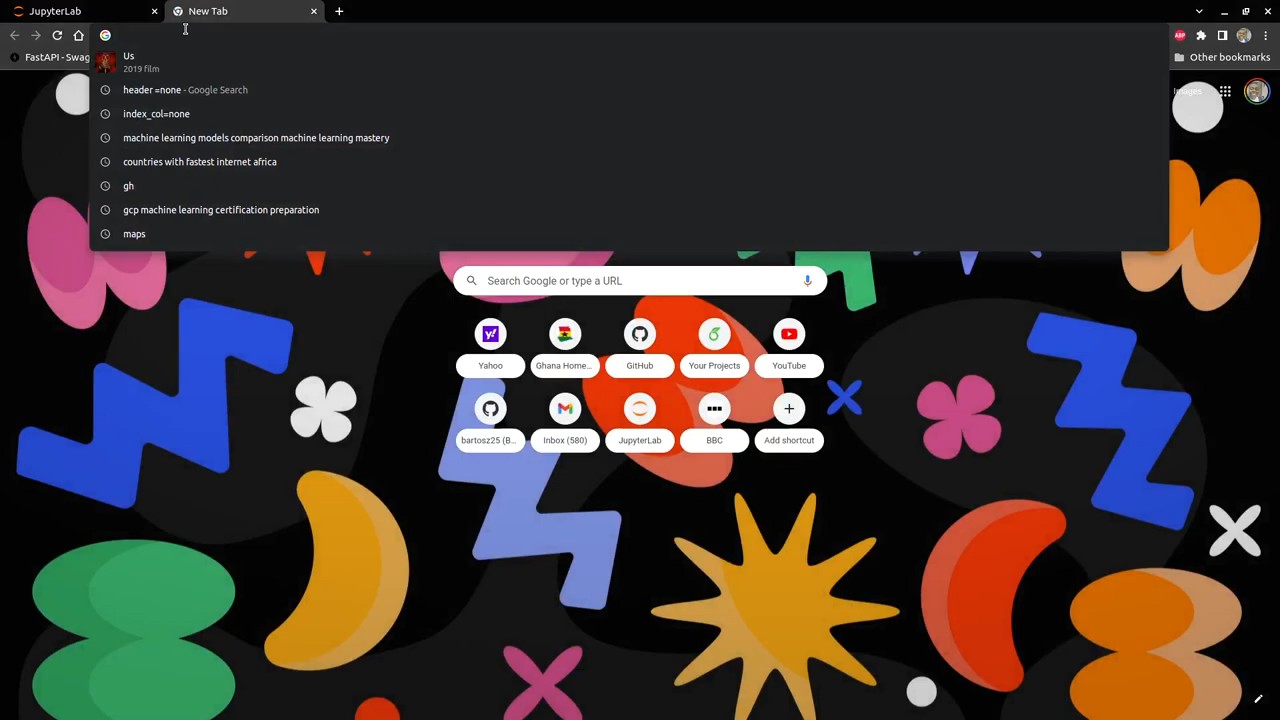 JupyterLab
New Tab
FastAPI - Swag
ABP
Other bookmarks
Us
2019 film
header =none - Google Search
index_col=none
machine learning models comparison machine learning mastery
countries with fastest internet africa
gh
gcp machine learning certification preparation
maps
Images
Search Google or type a URL
Yahoo
Ghana Home...
GitHub
Your Projects
YouTube
bartosz25 (B...
Inbox (580)
JupyterLab
BBC
Add shortcut